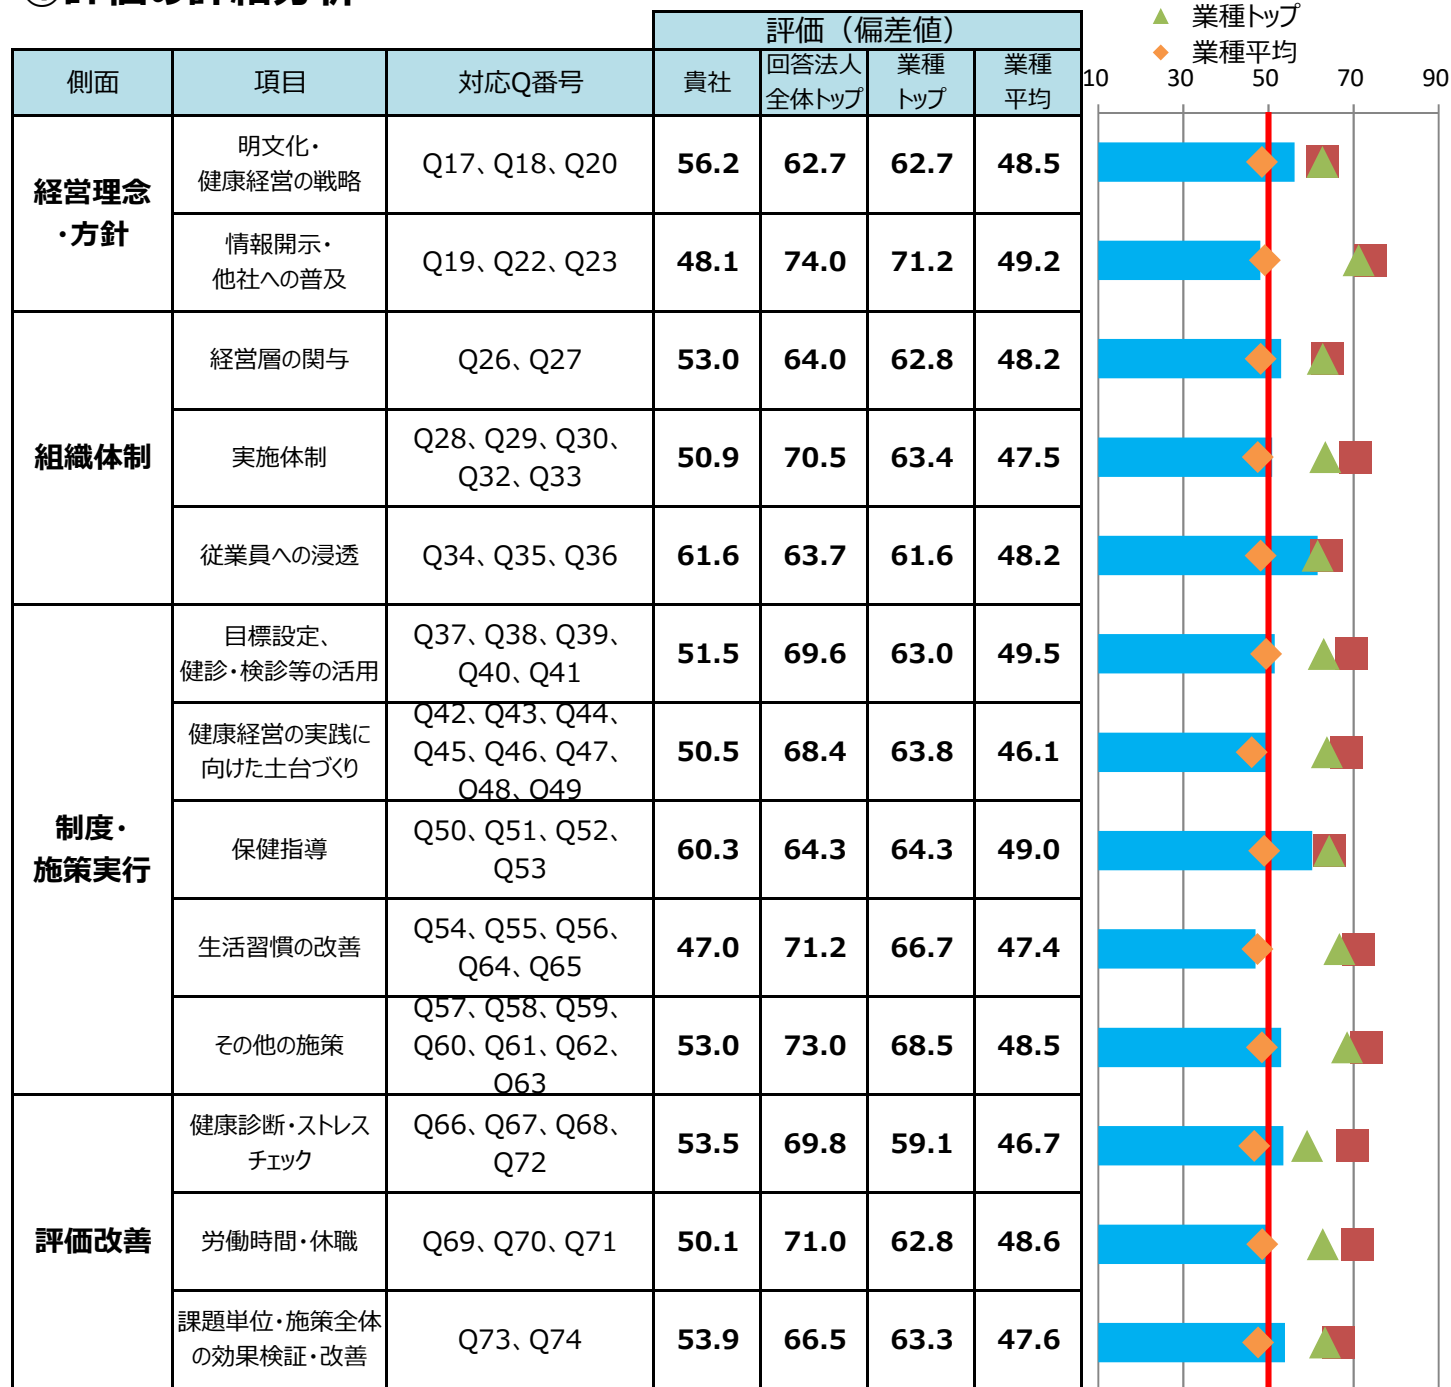 ②評価の詳細分析
▲ 業種トップ
◆ 業種平均
評価（偏差値）
側面 項目 対応Q番号 貴社 回答法人 全体トップ 業種 トップ 業種 平均
10 30 50 70 90
経営理念
・方針
明文化・
健康経営の戦略
Q17、Q18、Q20 56.2 62.7 62.7 48.5
情報開示・
他社への普及
Q19、Q22、Q23 48.1 74.0 71.2 49.2
組織体制
経営層の関与 Q26、Q27 53.0 64.0 62.8 48.2
実施体制
Q28、Q29、Q30、
Q32、Q33
50.9 70.5 63.4 47.5
従業員への浸透 Q34、Q35、Q36 61.6 63.7 61.6 48.2
制度・
施策実行
目標設定、
健診・検診等の活用
Q37、Q38、Q39、
Q40、Q41
51.5 69.6 63.0 49.5
健康経営の実践に
向けた土台づくり
Q42、Q43、Q44、
Q45、Q46、Q47、
Q48、Q49
50.5 68.4 63.8 46.1
保健指導
Q50、Q51、Q52、
Q53
60.3 64.3 64.3 49.0
生活習慣の改善
Q54、Q55、Q56、
Q64、Q65
47.0 71.2 66.7 47.4
その他の施策
Q57、Q58、Q59、
Q60、Q61、Q62、
Q63
53.0 73.0 68.5 48.5
評価改善
健康診断・ストレス
チェック
Q66、Q67、Q68、
Q72
53.5 69.8 59.1 46.7
労働時間・休職 Q69、Q70、Q71 50.1 71.0 62.8 48.6
課題単位・施策全体
の効果検証・改善
Q73、Q74 53.9 66.5 63.3 47.6